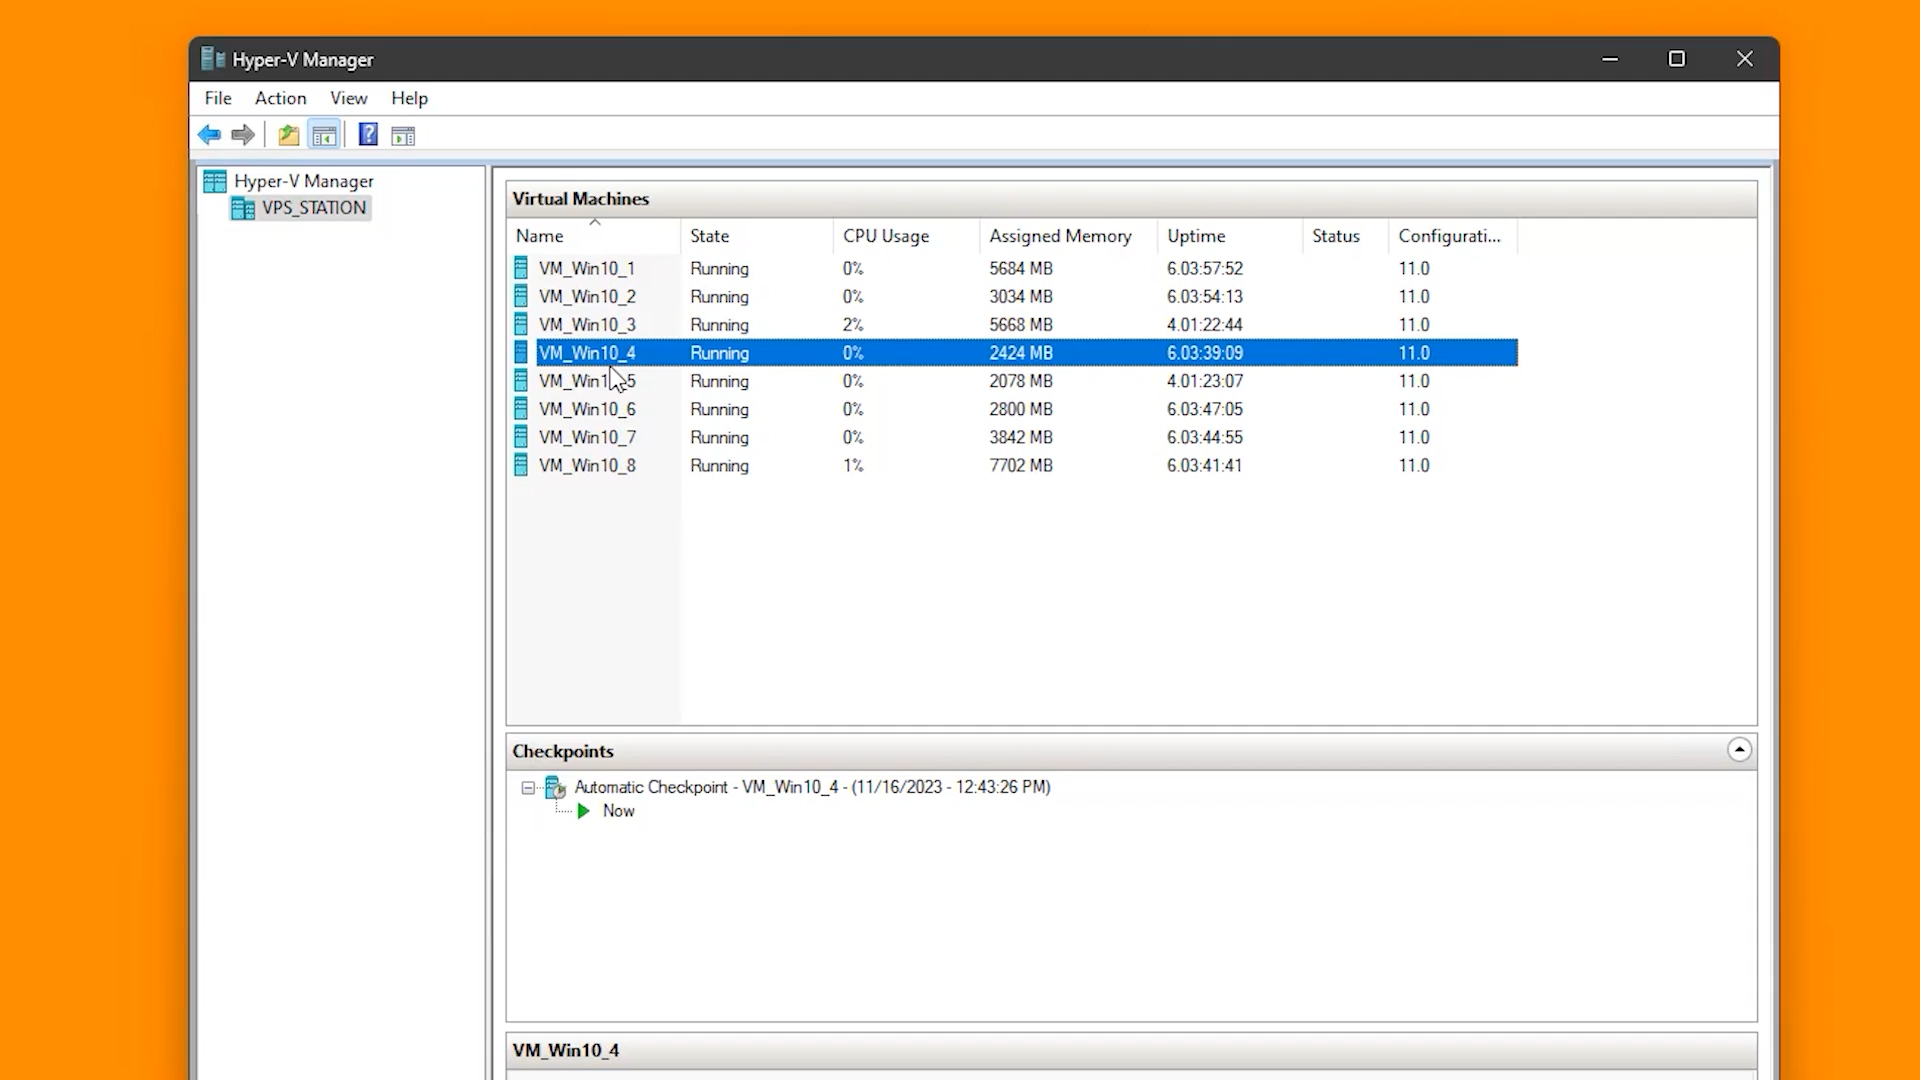 Hyper-V Manager
File Action View Help
Hyper-V Manager
VPS_STATION
Virtual Machines
Name State CPU Usage Assigned Memory Uptime Status Configurati...
VM_Win10_1 Running 0% 5684 MB 6.03:57:52 11.0
VM_Win10_2 Running 0% 3034 MB 6.03:54:13 11.0
VM_Win10_3 Running 2% 5668 MB 4.01:22:44 11.0
VM_Win10_4 Running 0% 2424 MB 6.03:39:09 11.0
VM_Win1 5 Running 0% 2078 MB 4.01:23:07 11.0
VM_Win10_6 Running 0% 2800 MB 6.03:47:05 11.0
VM_Win10_7 Running 0% 3842 MB 6.03:44:55 11.0
VM_Win10_8 Running 1% 7702 MB 6.03:41:41 11.0
Checkpoints
Automatic Checkpoint - VM_Win10_4 - (11/16/2023 - 12:43:26 PM)
Now
VM_Win10_4